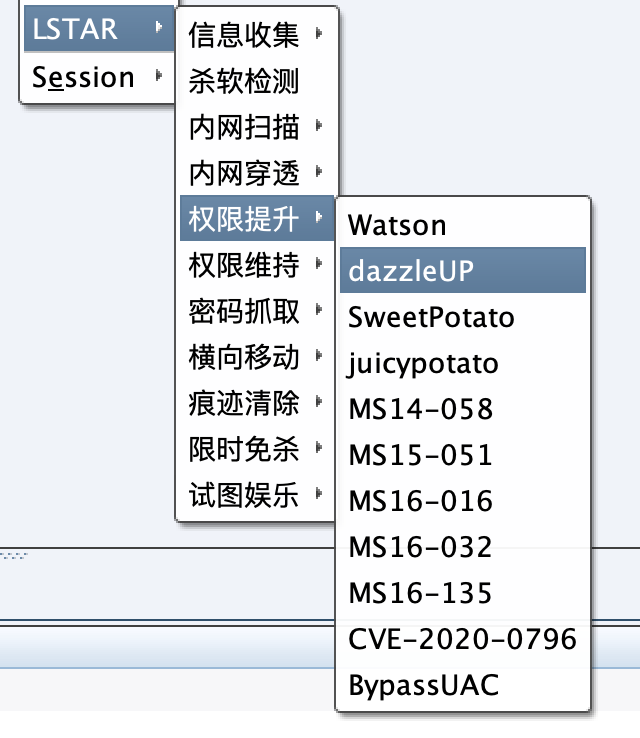 LSTAR
Session
信息收集
杀软检测
内网扫描
内网穿透
权限提升
权限维持
密码抓取
横向移动
痕迹清除
限时免杀
试图娱乐
Watson
dazzleUP
SweetPotato
juicypotato
MS14-058
MS15-051
MS16-016
MS16-032
MS16-135
CVE-2020-0796
BypassUAC